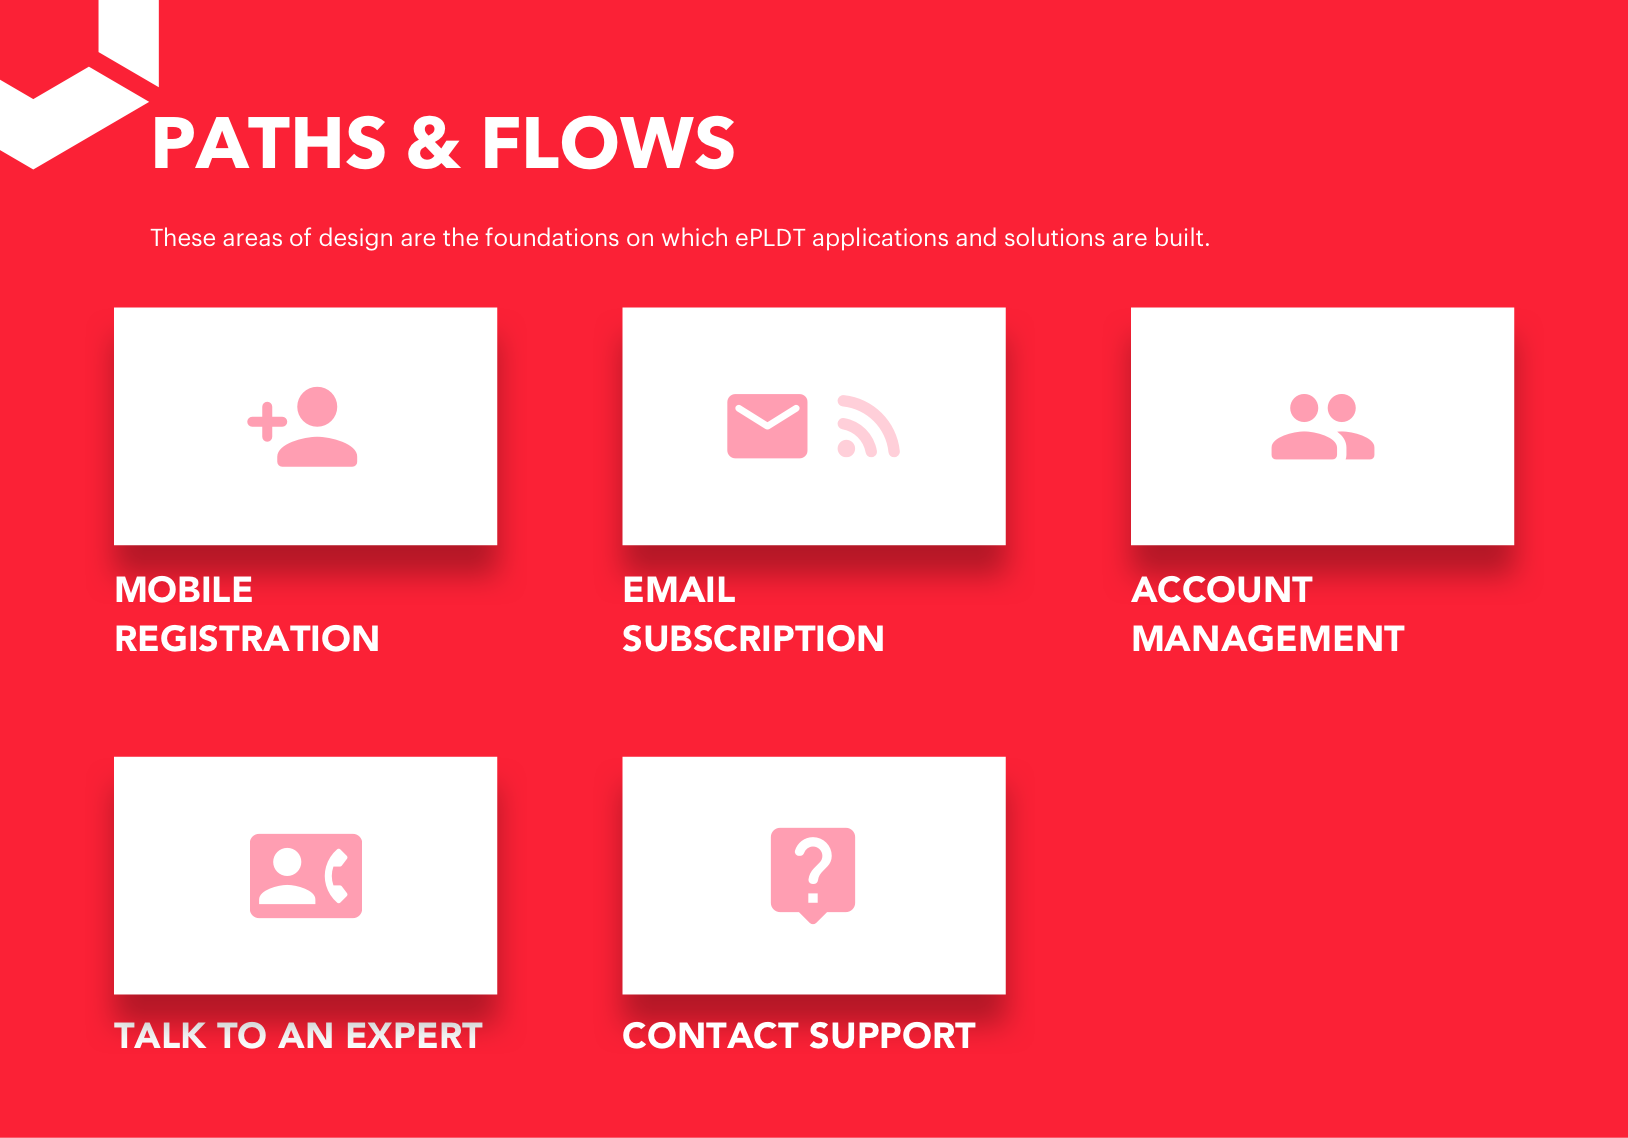 PATHS & FLOWS
These areas of design are the foundations on which ePLDT applications and solutions are built.
MOBILE
REGISTRATION
EMAIL
SUBSCRIPTION
ACCOUNT
MANAGEMENT
TALK TO AN EXPERT
CONTACT SUPPORT